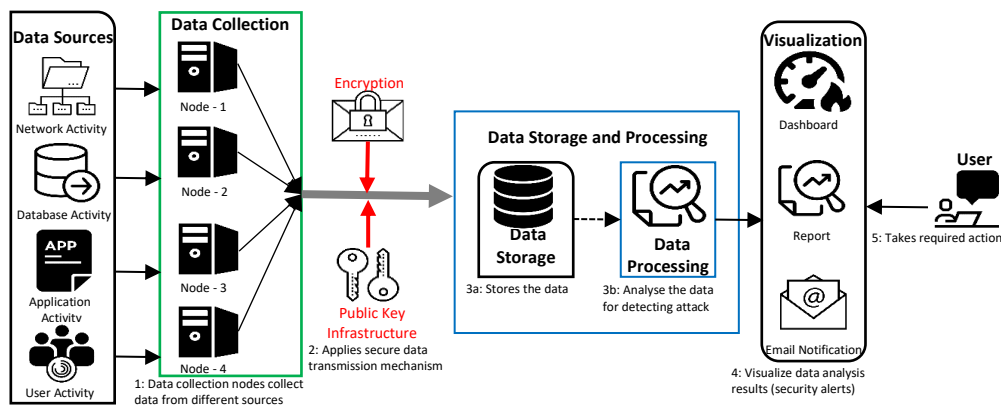 Data Sources
Network Activity
Database Activity
APP
Application
Activity
User Activity
Data Collection
Node - 1
Node - 2
Node - 3
Node - 4
1: Data collection nodes collect
data from different sources
Encryption
Public Key
Infrastructure
2: Applies secure data
transmission mechanism
Data Storage and Processing
Data
Storage
3a: Stores the data
Data
Processing
3b: Analyse the data
for detecting attack
Visualization
Dashboard
Report
@
Email Notification
4: Visualize data analysis
results (security alerts)
User
5: Takes required action